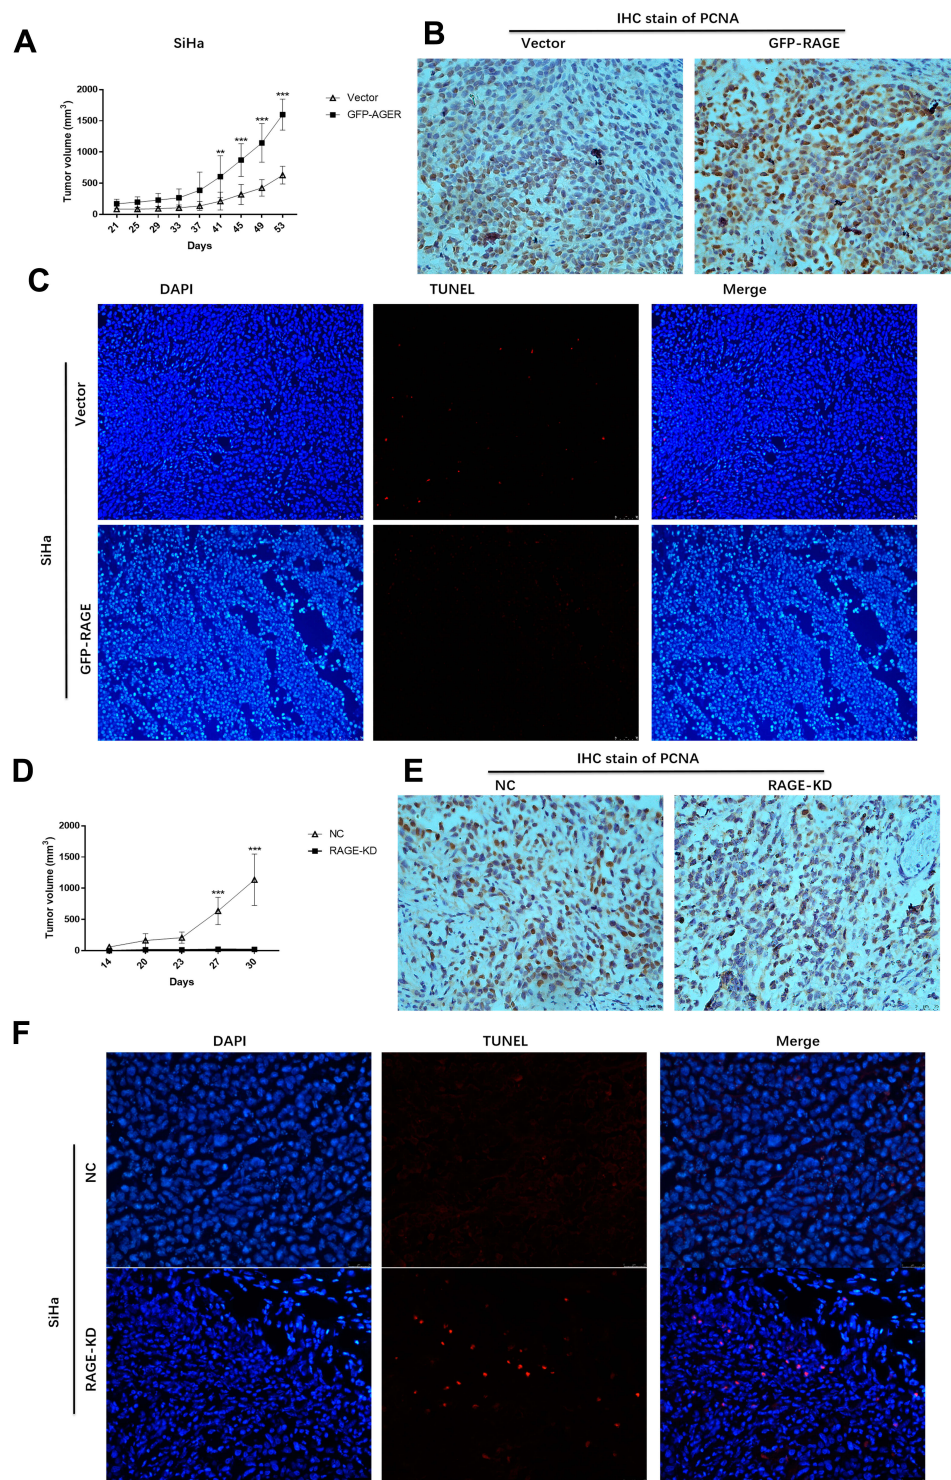 A
SiHa
Tumor volume (mm³)
2000
1500
1000
500
0
21 25 29 33 37 41 45 49 53
Days
** *** *** ***
Vector
GFP-AGER
B
IHC stain of PCNA
Vector GFP-RAGE
C
DAPI TUNEL Merge
SiHa
Vector
GFP-RAGE
D
Tumor volume (mm³)
2000
1500
1000
500
0
14 20 23 27 30
Days
*** ***
NC
RAGE-KD
E
IHC stain of PCNA
NC RAGE-KD
F
DAPI TUNEL Merge
SiHa
NC
RAGE-KD